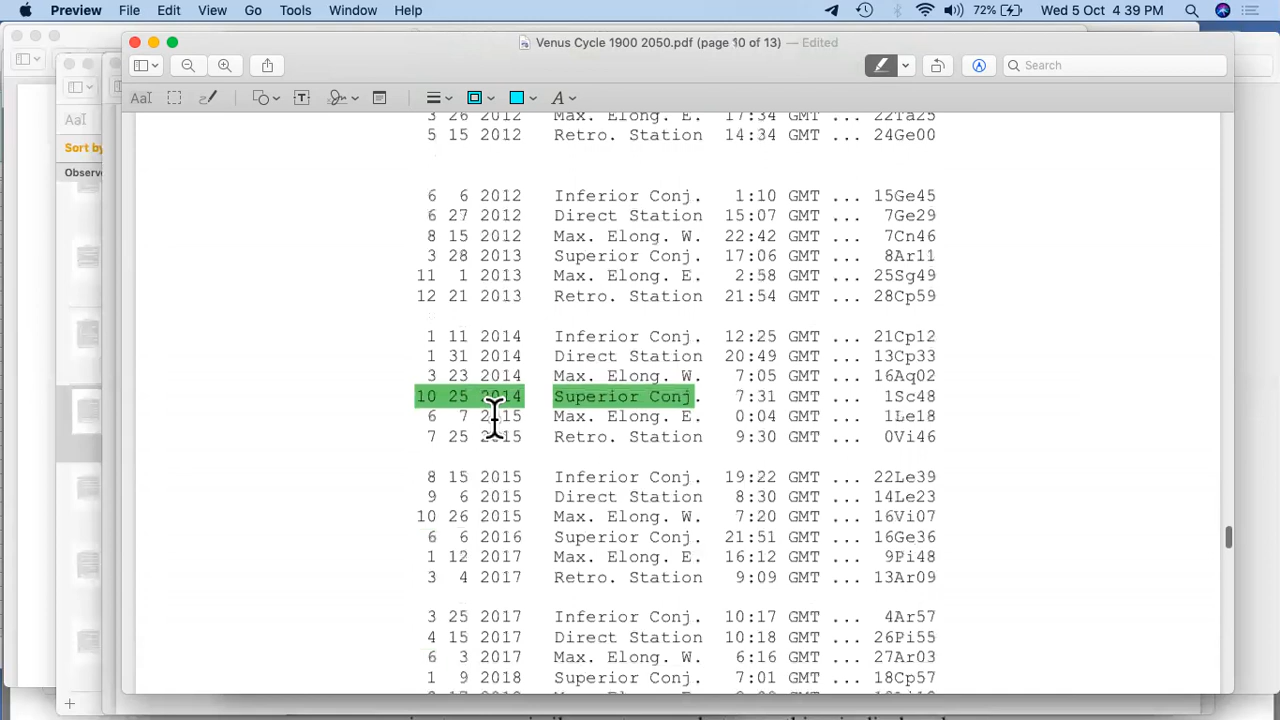 Preview File Edit View Go Tools Window Help 72% Wed 5 Oct 4:39 PM
Venus Cycle 1900 2050.pdf (page 10 of 13) — Edited
Search
AaI T A
AaI
Sort by
Observe
3 26 2012 Max. Elong. E. 17:34 GMT ... 22Ta25
5 15 2012 Retro. Station 14:34 GMT ... 24Ge00
6 6 2012 Inferior Conj. 1:10 GMT ... 15Ge45
6 27 2012 Direct Station 15:07 GMT ... 7Ge29
8 15 2012 Max. Elong. W. 22:42 GMT ... 7Cn46
3 28 2013 Superior Conj. 17:06 GMT ... 8Ar11
11 1 2013 Max. Elong. E. 2:58 GMT ... 25Sg49
12 21 2013 Retro. Station 21:54 GMT ... 28Cp59
1 11 2014 Inferior Conj. 12:25 GMT ... 21Cp12
1 31 2014 Direct Station 20:49 GMT ... 13Cp33
3 23 2014 Max. Elong. W. 7:05 GMT ... 16Aq02
10 25 2014 Superior Conj. 7:31 GMT ... 1Sc48
6 7 2015 Max. Elong. E. 0:04 GMT ... 1Le18
7 25 2015 Retro. Station 9:30 GMT ... 0Vi46
8 15 2015 Inferior Conj. 19:22 GMT ... 22Le39
9 6 2015 Direct Station 8:30 GMT ... 14Le23
10 26 2015 Max. Elong. W. 7:20 GMT ... 16Vi07
6 6 2016 Superior Conj. 21:51 GMT ... 16Ge36
1 12 2017 Max. Elong. E. 16:12 GMT ... 9Pi48
3 4 2017 Retro. Station 9:09 GMT ... 13Ar09
3 25 2017 Inferior Conj. 10:17 GMT ... 4Ar57
4 15 2017 Direct Station 10:18 GMT ... 26Pi55
6 3 2017 Max. Elong. W. 6:16 GMT ... 27Ar03
1 9 2018 Superior Conj. 7:01 GMT ... 18Cp57